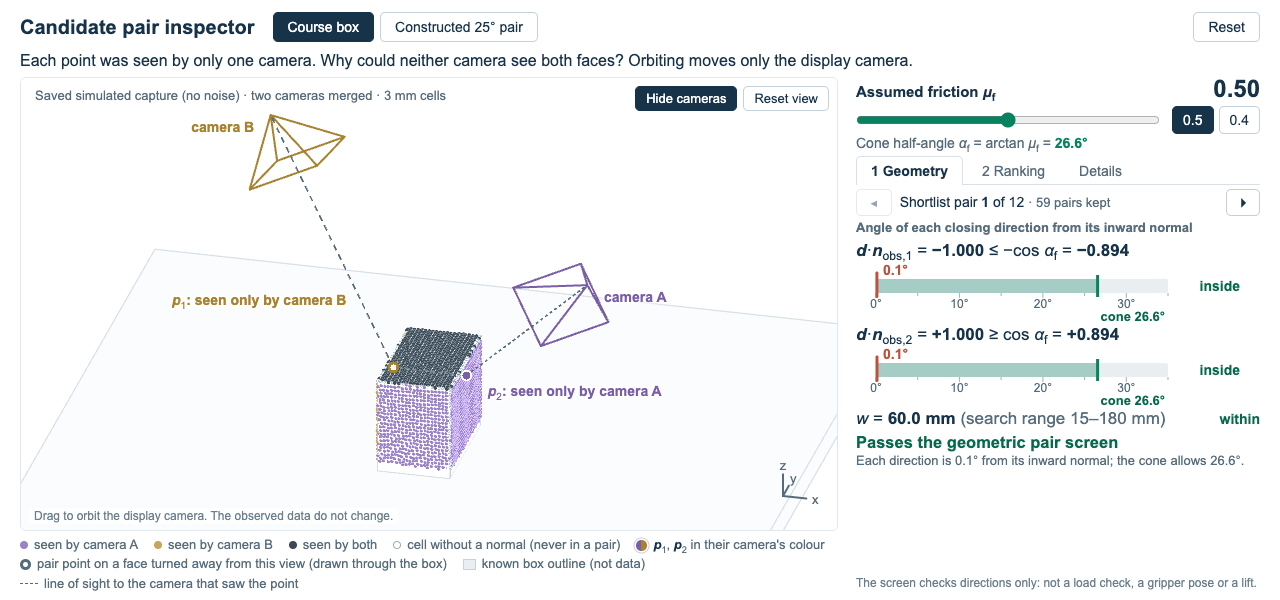 Candidate pair inspector
Course box
Constructed 25° pair
Reset
Each point was seen by only one camera. Why could neither camera see both faces? Orbiting moves only the display camera.
Saved simulated capture (no noise) · two cameras merged · 3 mm cells
Hide cameras
Reset view
camera B
p₁: seen only by camera B
camera A
p₂: seen only by camera A
z
y
x
Drag to orbit the display camera. The observed data do not change.
seen by camera A
seen by camera B
seen by both
cell without a normal (never in a pair)
p₁, p₂ in their camera's colour
pair point on a face turned away from this view (drawn through the box)
known box outline (not data)
line of sight to the camera that saw the point
Assumed friction μf
0.50
0.5
0.4
Cone half-angle αf = arctan μf = 26.6°
1 Geometry
2 Ranking
Details
Shortlist pair 1 of 12 · 59 pairs kept
Angle of each closing direction from its inward normal
d·nobs,1 = −1.000 ≤ −cos αf = −0.894
0.1°
0° 10° 20° 30°
inside
cone 26.6°
d·nobs,2 = +1.000 ≥ cos αf = +0.894
0.1°
0° 10° 20° 30°
inside
cone 26.6°
w = 60.0 mm (search range 15–180 mm)
within
Passes the geometric pair screen
Each direction is 0.1° from its inward normal; the cone allows 26.6°.
The screen checks directions only: not a load check, a gripper pose or a lift.